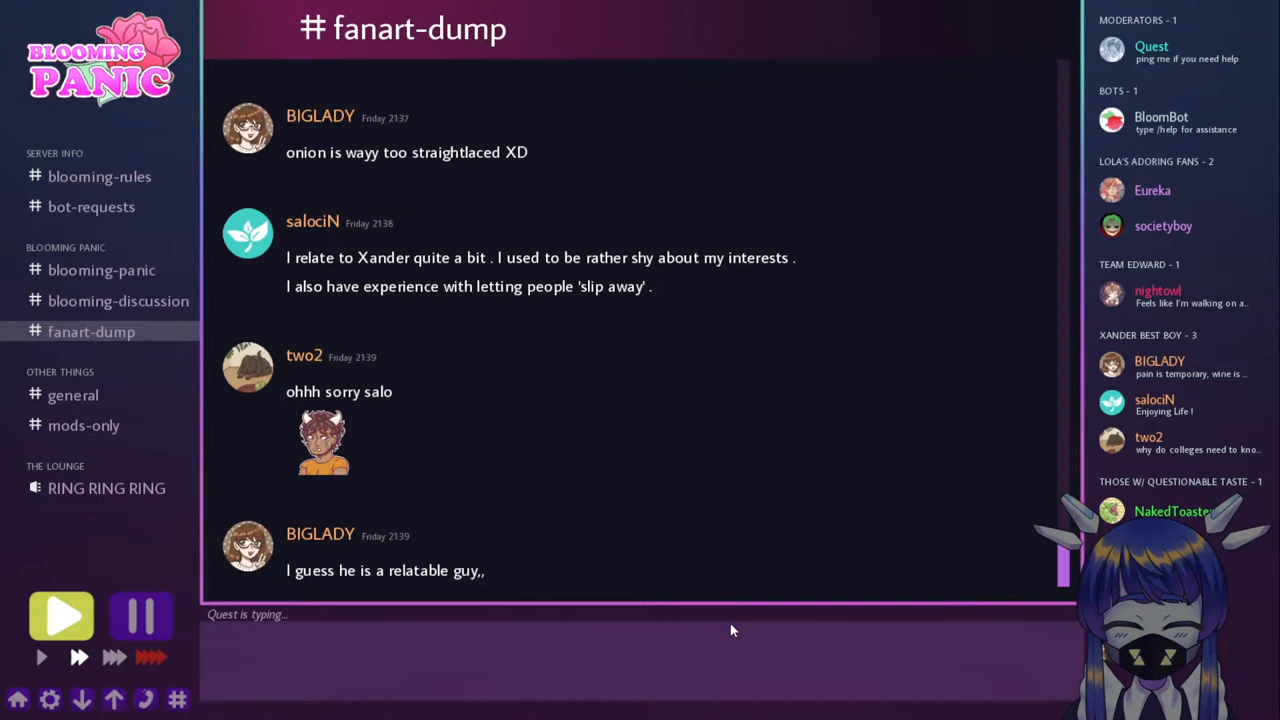 BLOOMING
PANIC
SERVER INFO
# blooming-rules
# bot-requests
BLOOMING PANIC
# blooming-panic
# blooming-discussion
# fanart-dump
OTHER THINGS
# general
# mods-only
THE LOUNGE
RING RING RING
# fanart-dump
BIGLADY Friday 21:37
onion is wayy too straightlaced XD
salociN Friday 21:38
I relate to Xander quite a bit . I used to be rather shy about my interests .
I also have experience with letting people 'slip away' .
two2 Friday 21:39
ohhh sorry salo
BIGLADY Friday 21:39
I guess he is a relatable guy,,
Quest is typing...
MODERATORS - 1
Quest
ping me if you need help
BOTS - 1
BloomBot
type /help for assistance
LOLA'S ADORING FANS - 2
Eureka
societyboy
TEAM EDWARD - 1
nightowl
Feels like I'm walking on a...
XANDER BEST BOY - 3
BIGLADY
pain is temporary, wine is ...
salociN
Enjoying Life !
two2
why do colleges need to kno...
THOSE W/ QUESTIONABLE TASTE - 1
NakedToaste